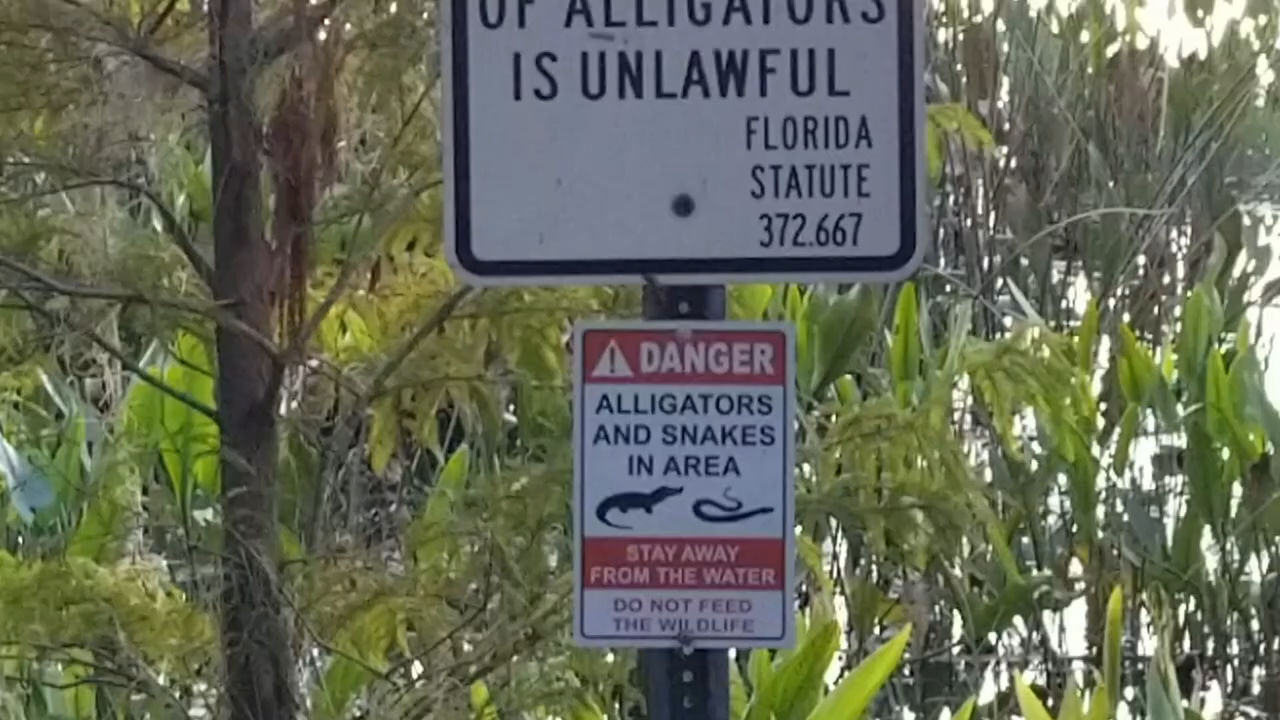 OF ALLIGATORS
IS UNLAWFUL
FLORIDA
STATUTE
372.667
DANGER
ALLIGATORS
AND SNAKES
IN AREA
STAY AWAY
FROM THE WATER
DO NOT FEED
THE WILDLIFE